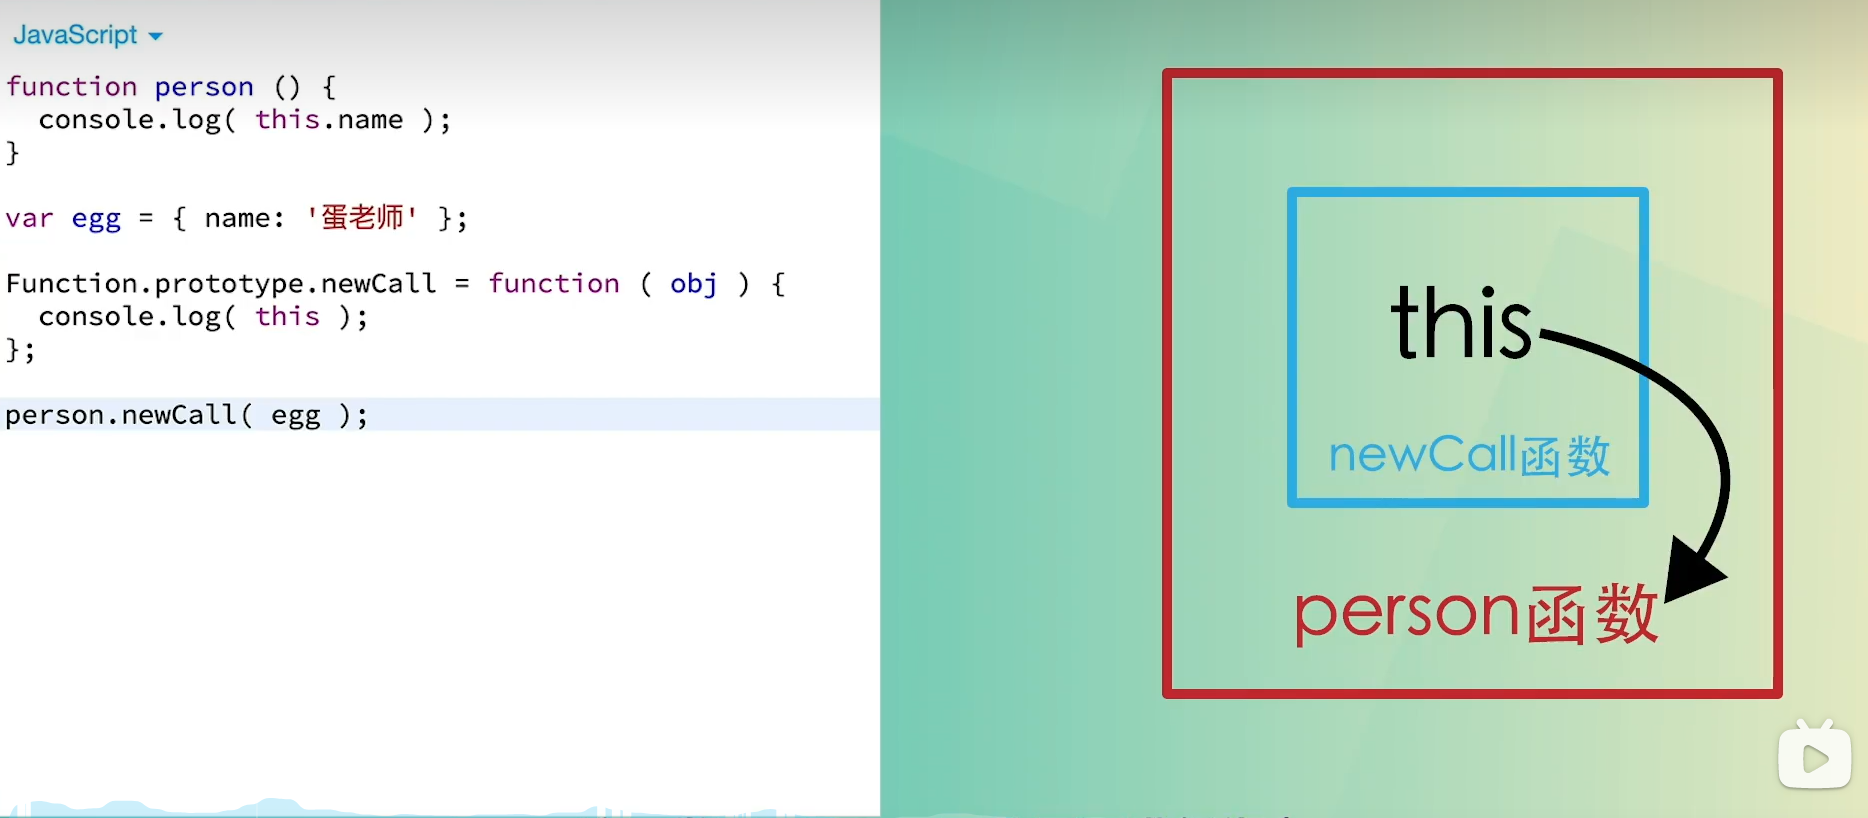 JavaScript
function person () {
  console.log( this.name );
}
var egg = { name: '蛋老师' };
Function.prototype.newCall = function ( obj ) {
  console.log( this );
};
person.newCall( egg );
this
newCall函数
person函数